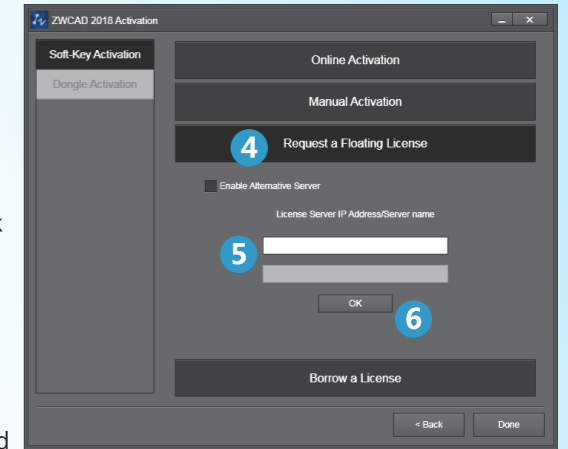 ZWCAD 2018 Activation
Soft-Key Activation
Dongle Activation
Online Activation
Manual Activation
4 Request a Floating License
Enable Alternative Server
License Server IP Address/Server name
5
OK
6
Borrow a License
< Back Done